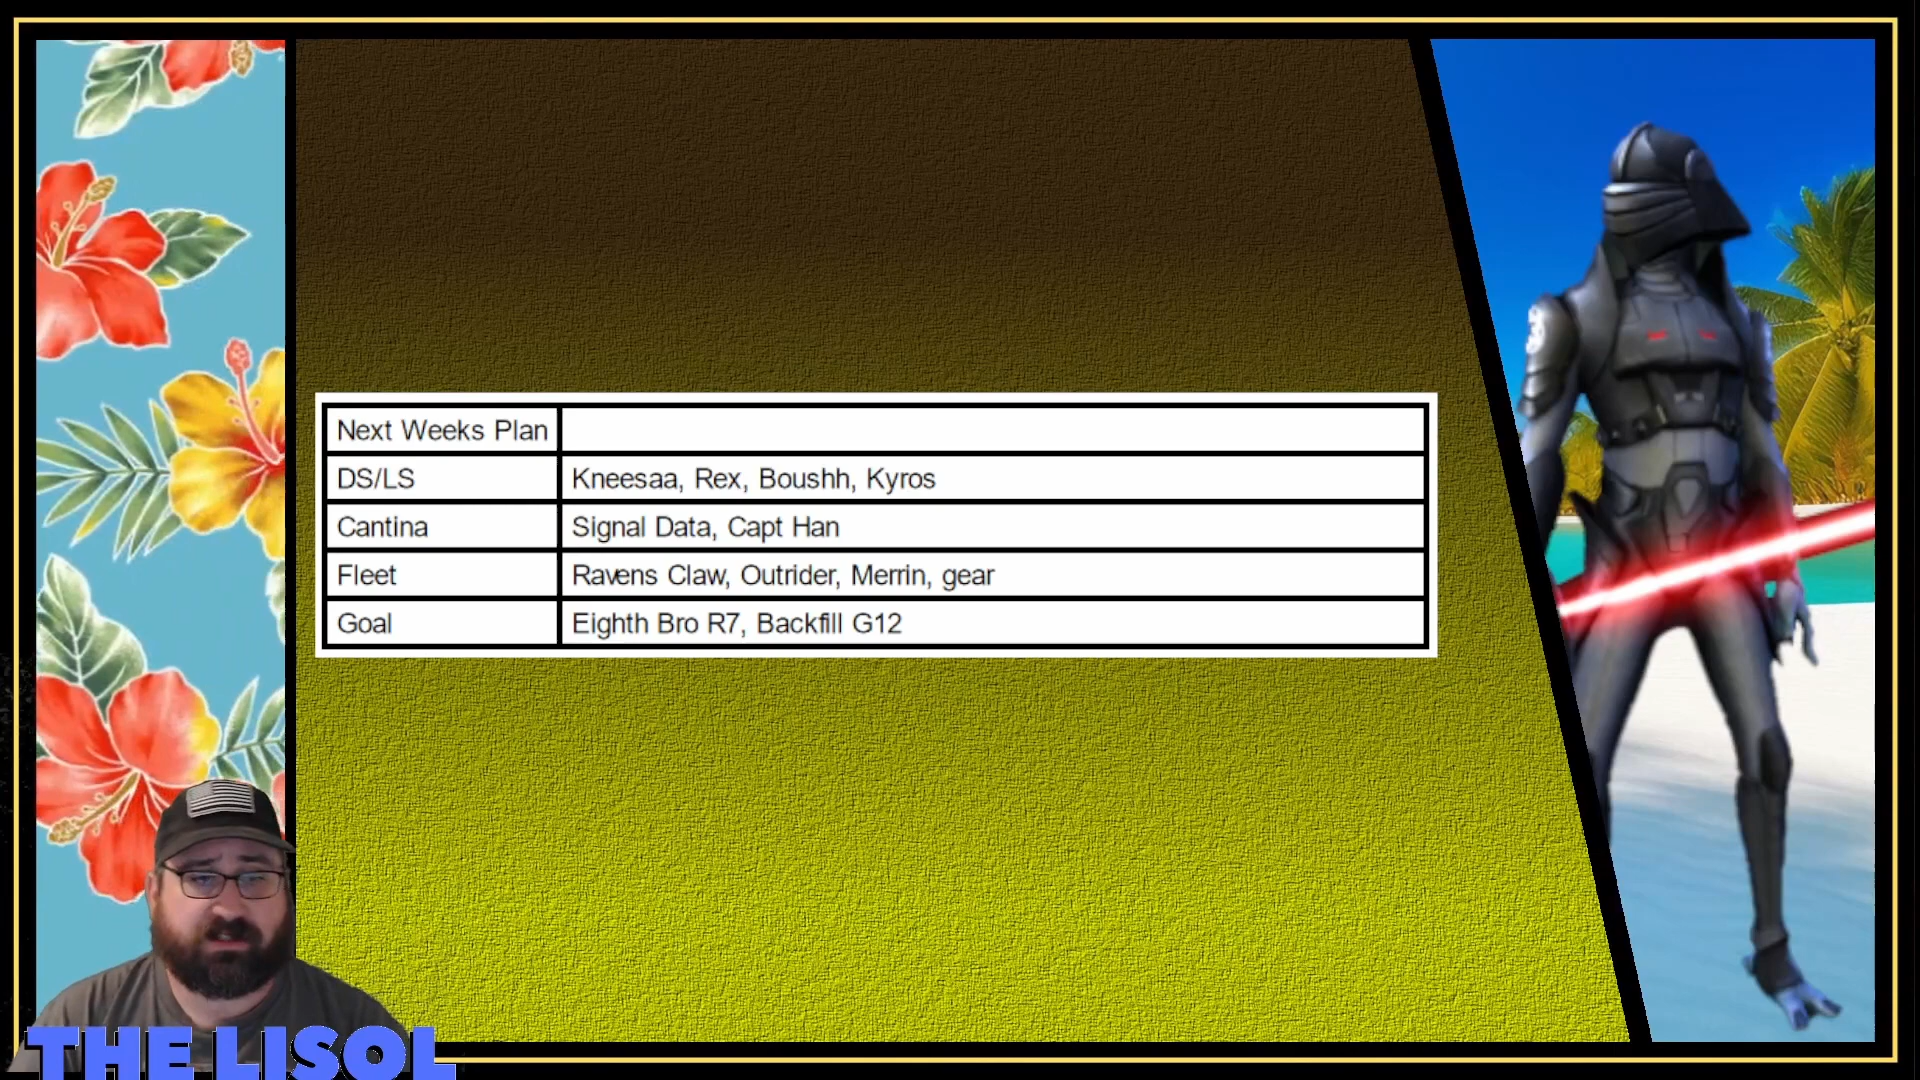 Next Weeks Plan
DS/LS Kneesaa, Rex, Boushh, Kyros
Cantina Signal Data, Capt Han
Fleet Ravens Claw, Outrider, Merrin, gear
Goal Eighth Bro R7, Backfill G12
THE LISOL